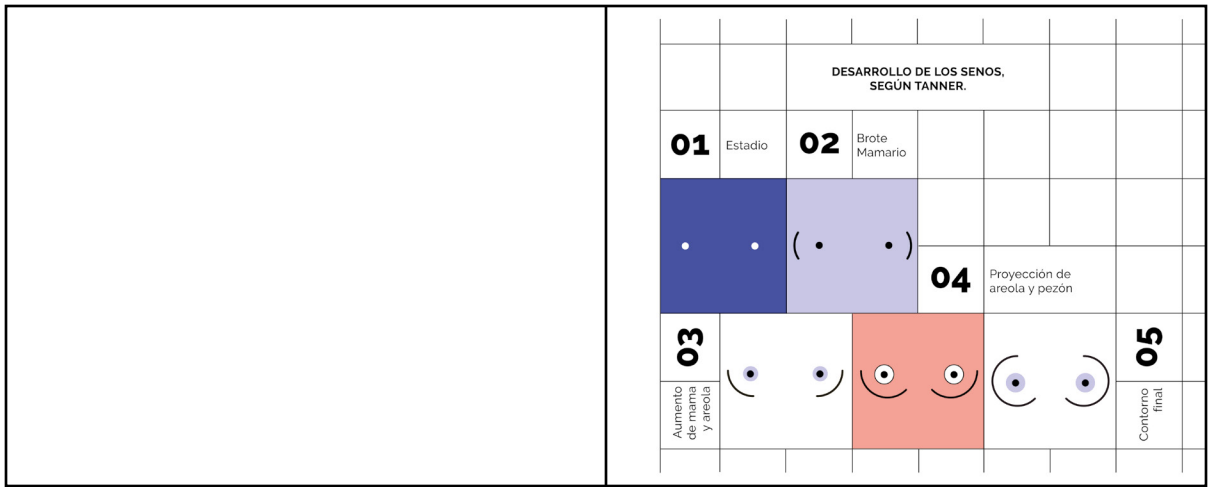 DESARROLLO DE LOS SENOS,
SEGÚN TANNER.
01
Estadio
02
Brote
Mamario
04
Proyección de
areola y pezón
03
Aumento
de mama
y areola
05
Contorno
final